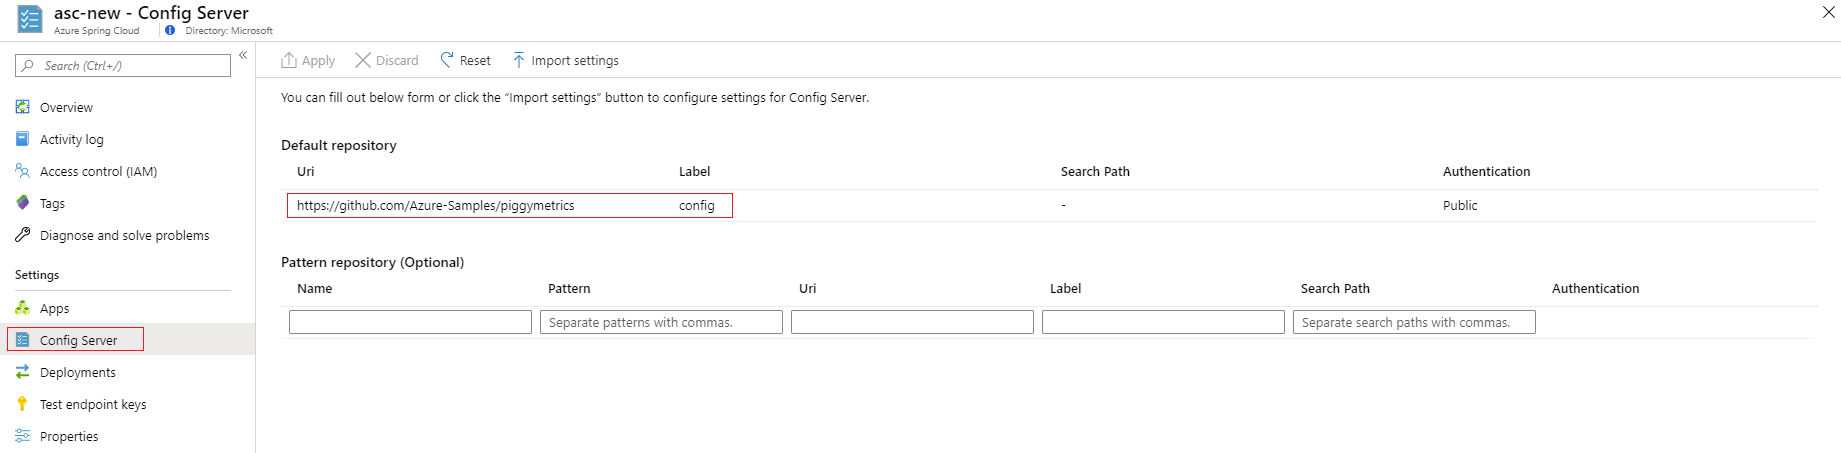 asc-new - Config Server
Azure Spring Cloud Directory: Microsoft
Search (Ctrl+/)
Overview
Activity log
Access control (IAM)
Tags
Diagnose and solve problems
Settings
Apps
Config Server
Deployments
Test endpoint keys
Properties
Apply Discard Reset Import settings
You can fill out below form or click the “Import settings” button to configure settings for Config Server.
Default repository
Uri Label Search Path Authentication
https://github.com/Azure-Samples/piggymetrics config - Public
Pattern repository (Optional)
Name Pattern Uri Label Search Path Authentication
Separate patterns with commas. Separate search paths with commas.